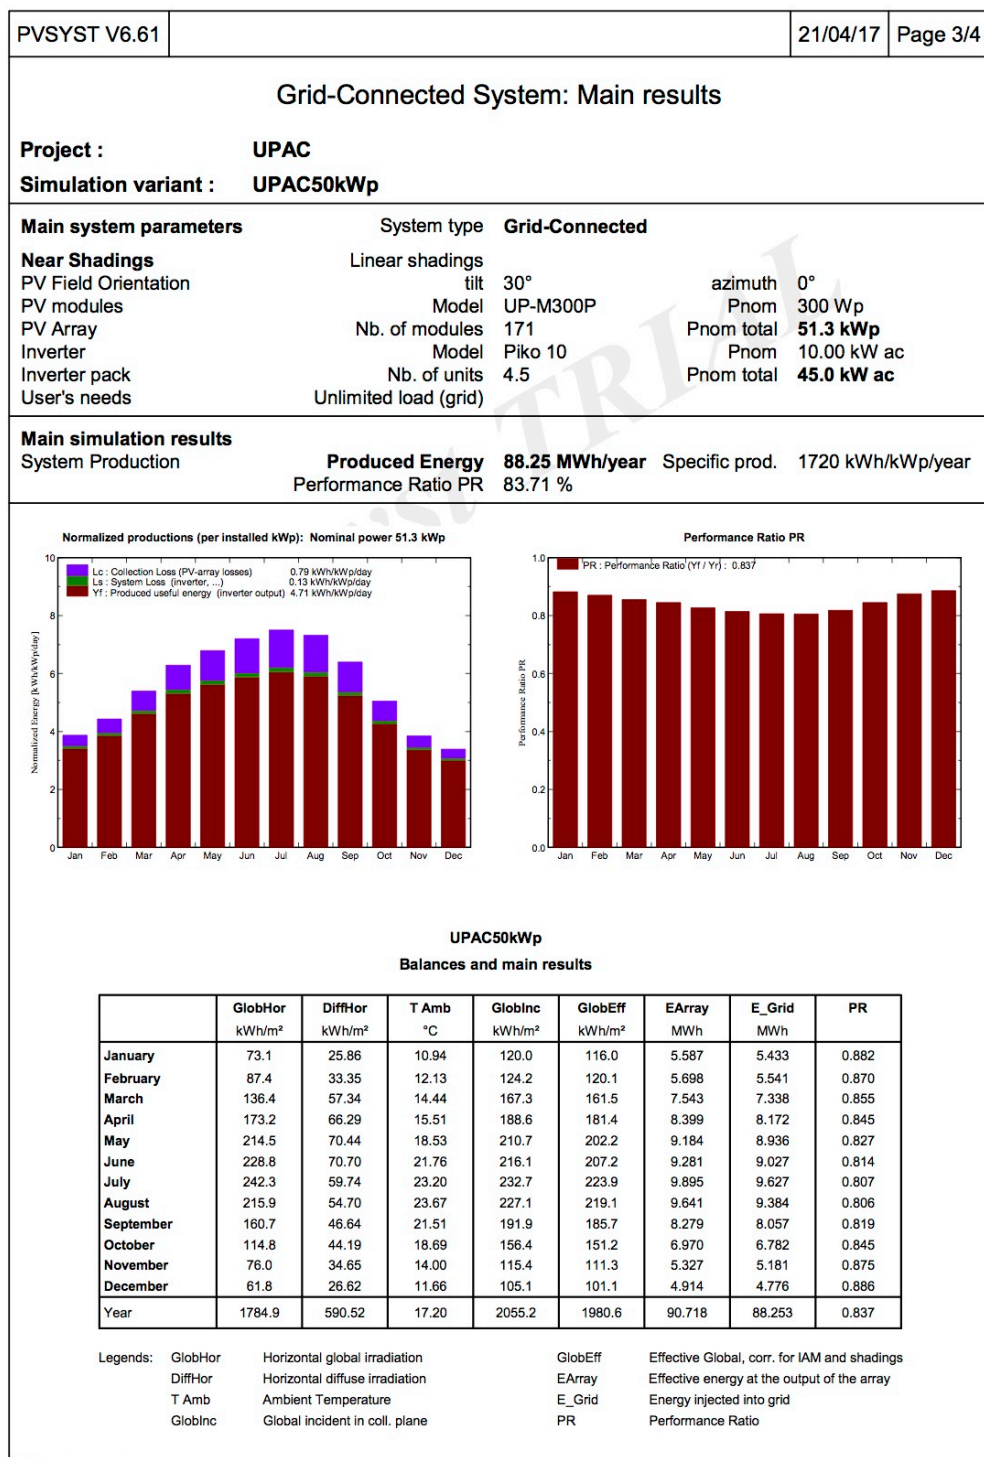 PVSYST V6.61 21/04/17 Page 3/4
Grid-Connected System: Main results
Project : UPAC
Simulation variant : UPAC50kWp
Main system parameters System type Grid-Connected
Near Shadings Linear shadings
PV Field Orientation tilt 30° azimuth 0°
PV modules Model UP-M300P Pnom 300 Wp
PV Array Nb. of modules 171 Pnom total 51.3 kWp
Inverter Model Piko 10 Pnom 10.00 kW ac
Inverter pack Nb. of units 4.5 Pnom total 45.0 kW ac
User's needs Unlimited load (grid)
Main simulation results
System Production Produced Energy 88.25 MWh/year Specific prod. 1720 kWh/kWp/year
Performance Ratio PR 83.71 %
TRIAL
Normalized productions (per installed kWp): Nominal power 51.3 kWp
Lc : Collection Loss (PV-array losses) 0.79 kWh/kWp/day
Ls : System Loss (inverter, ...) 0.13 kWh/kWp/day
Yf : Produced useful energy (inverter output) 4.71 kWh/kWp/day
Normalized Energy [kWh/kWp/day]
10
8
6
4
2
0
Jan Feb Mar Apr May Jun Jul Aug Sep Oct Nov Dec
Performance Ratio PR
PR : Performance Ratio (Yf / Yr) : 0.837
Performance Ratio PR
1.0
0.8
0.6
0.4
0.2
0.0
Jan Feb Mar Apr May Jun Jul Aug Sep Oct Nov Dec
UPAC50kWp
Balances and main results
GlobHor DiffHor T Amb GlobInc GlobEff EArray E_Grid PR
kWh/m² kWh/m² °C kWh/m² kWh/m² MWh MWh
January 73.1 25.86 10.94 120.0 116.0 5.587 5.433 0.882
February 87.4 33.35 12.13 124.2 120.1 5.698 5.541 0.870
March 136.4 57.34 14.44 167.3 161.5 7.543 7.338 0.855
April 173.2 66.29 15.51 188.6 181.4 8.399 8.172 0.845
May 214.5 70.44 18.53 210.7 202.2 9.184 8.936 0.827
June 228.8 70.70 21.76 216.1 207.2 9.281 9.027 0.814
July 242.3 59.74 23.20 232.7 223.9 9.895 9.627 0.807
August 215.9 54.70 23.67 227.1 219.1 9.641 9.384 0.806
September 160.7 46.64 21.51 191.9 185.7 8.279 8.057 0.819
October 114.8 44.19 18.69 156.4 151.2 6.970 6.782 0.845
November 76.0 34.65 14.00 115.4 111.3 5.327 5.181 0.875
December 61.8 26.62 11.66 105.1 101.1 4.914 4.776 0.886
Year 1784.9 590.52 17.20 2055.2 1980.6 90.718 88.253 0.837
Legends: GlobHor Horizontal global irradiation GlobEff Effective Global, corr. for IAM and shadings
DiffHor Horizontal diffuse irradiation EArray Effective energy at the output of the array
T Amb Ambient Temperature E_Grid Energy injected into grid
GlobInc Global incident in coll. plane PR Performance Ratio